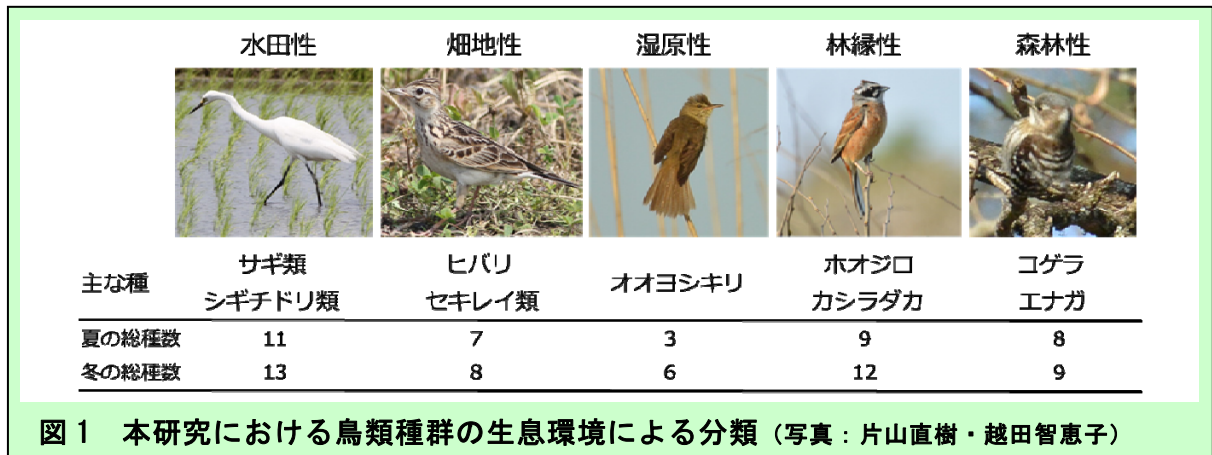 水田性 畑地性 湿原性 林縁性 森林性
主な種
サギ類 シギチドリ類
ヒバリ セキレイ類
オオヨシキリ
ホオジロ カシラダカ
コゲラ エナガ
夏の総種数 11 7 3 9 8
冬の総種数 13 8 6 12 9
図1 本研究における鳥類種群の生息環境による分類（写真：片山直樹・越田智恵子）